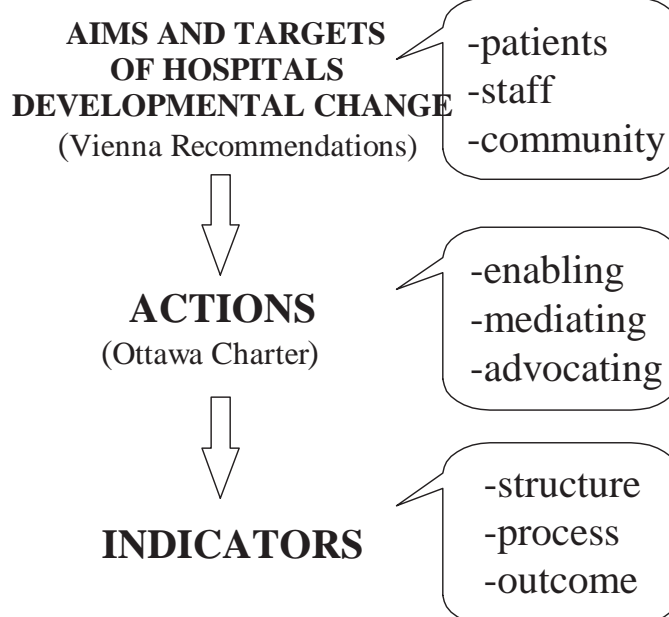 AIMS AND TARGETS
OF HOSPITALS
DEVELOPMENTAL CHANGE
(Vienna Recommendations)
-patients
-staff
-community
ACTIONS
(Ottawa Charter)
-enabling
-mediating
-advocating
INDICATORS
-structure
-process
-outcome